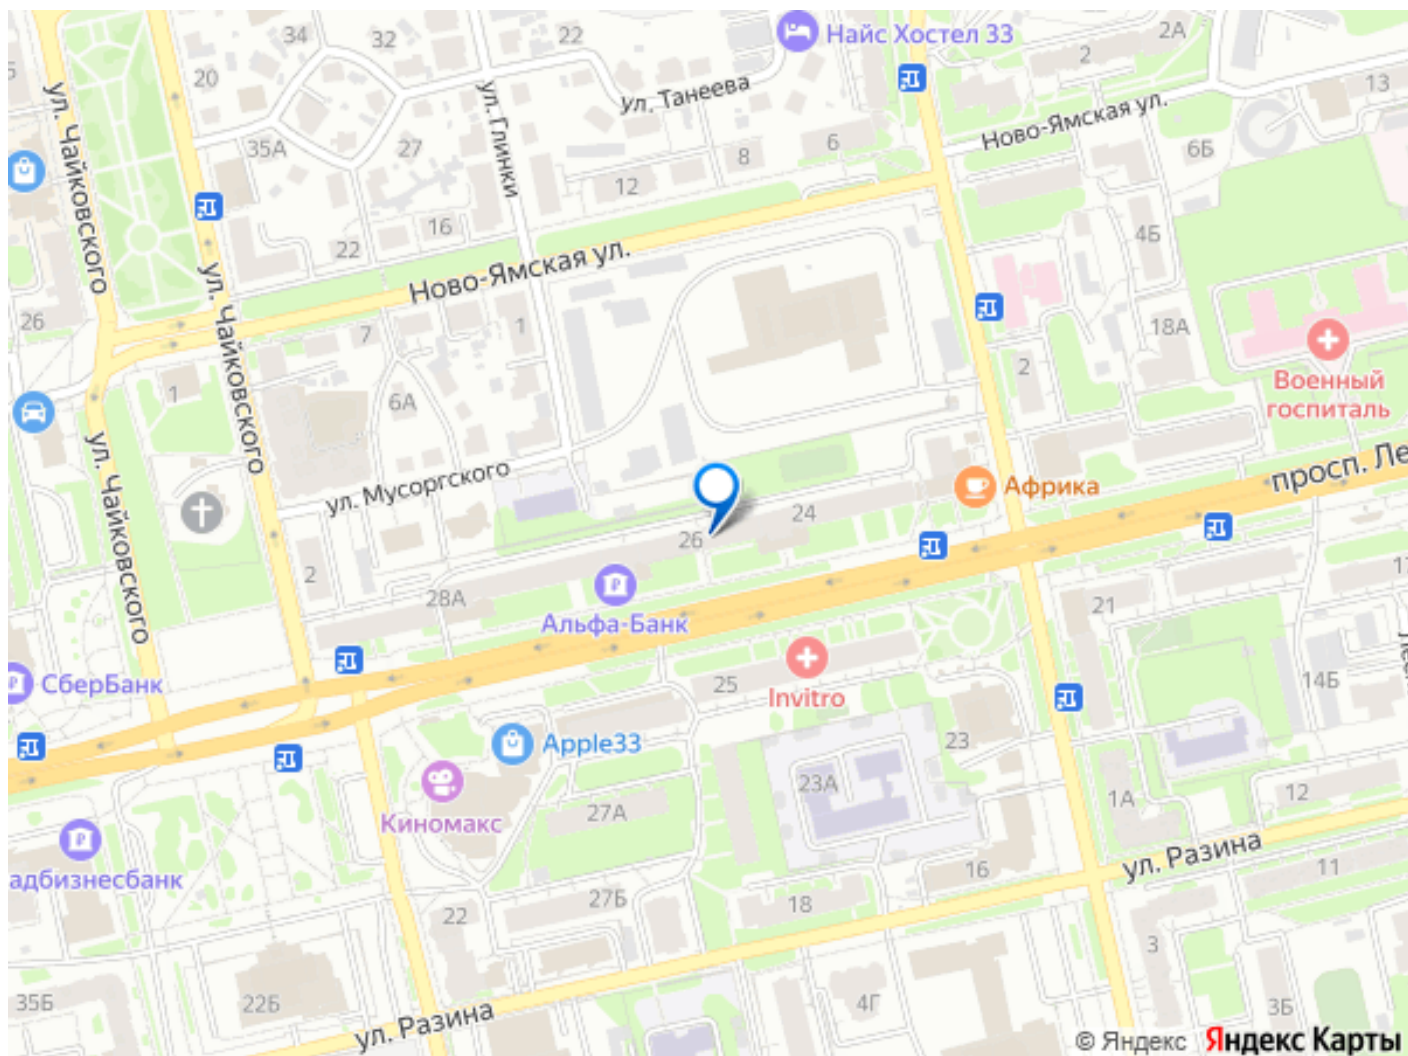 34
32
22
Найс Хостел 33
2А
2
20
ул. Чайковского
ул. Глинки
ул. Танеева
13
Ново-Ямская ул.
35А
27
8
6
6Б
12
16
22
4Б
Ново-Ямская ул.
26
7
1
18А
ул. Чайковского
2
Военный
госпиталь
1
6А
ул. Чайковского
ул. Мусоргского
Африка
просп. Ле
24
26
2
28А
Альфа-Банк
21
17
СберБанк
25
Invitro
14Б
Apple33
23
23А
Киномакс
27А
1А
12
адбизнесбанк
ул. Разина
16
11
27Б
18
22
3
35Б
22Б
4Г
3Б
ул. Разина
© Яндекс Яндекс Карты